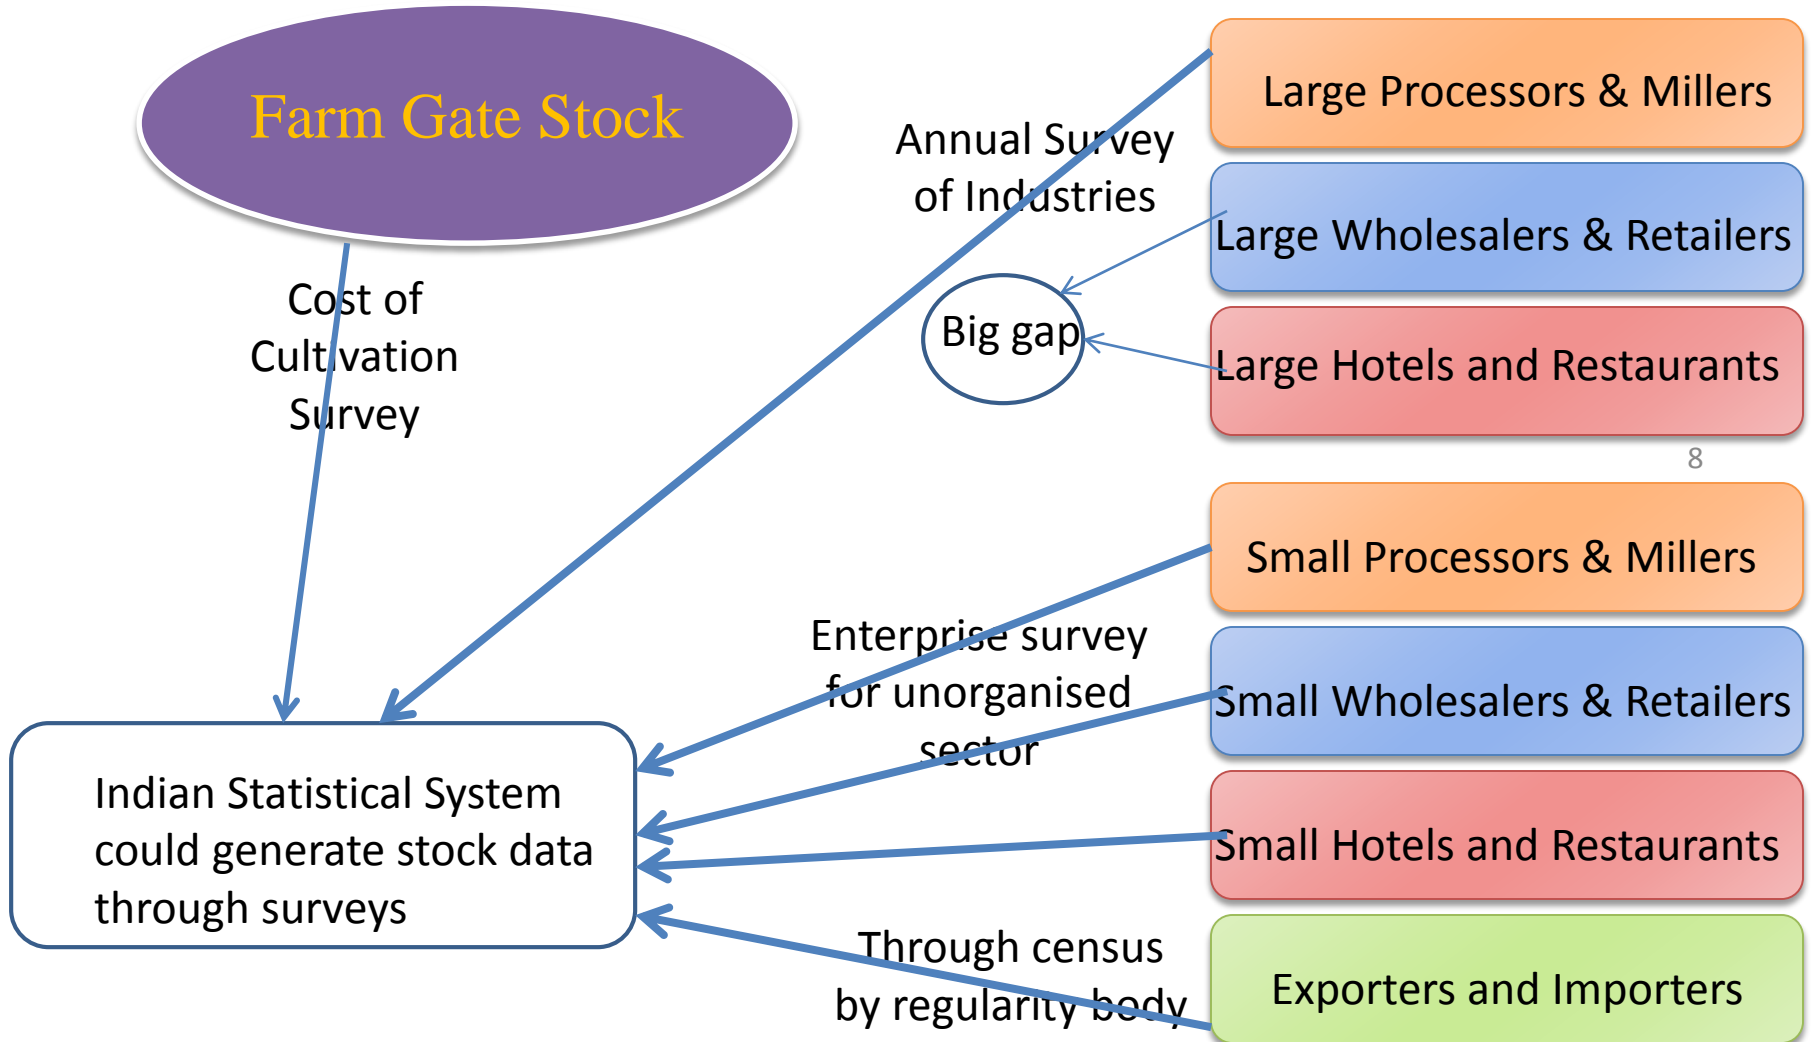 Farm Gate Stock
Cost of
Cultivation
Survey
Annual Survey
of Industries
Big gap
Large Processors & Millers
Large Wholesalers & Retailers
Large Hotels and Restaurants
8
Small Processors & Millers
Small Wholesalers & Retailers
Small Hotels and Restaurants
Exporters and Importers
Enterprise survey
for unorganised
sector
Through census
by regularity body
Indian Statistical System
could generate stock data
through surveys